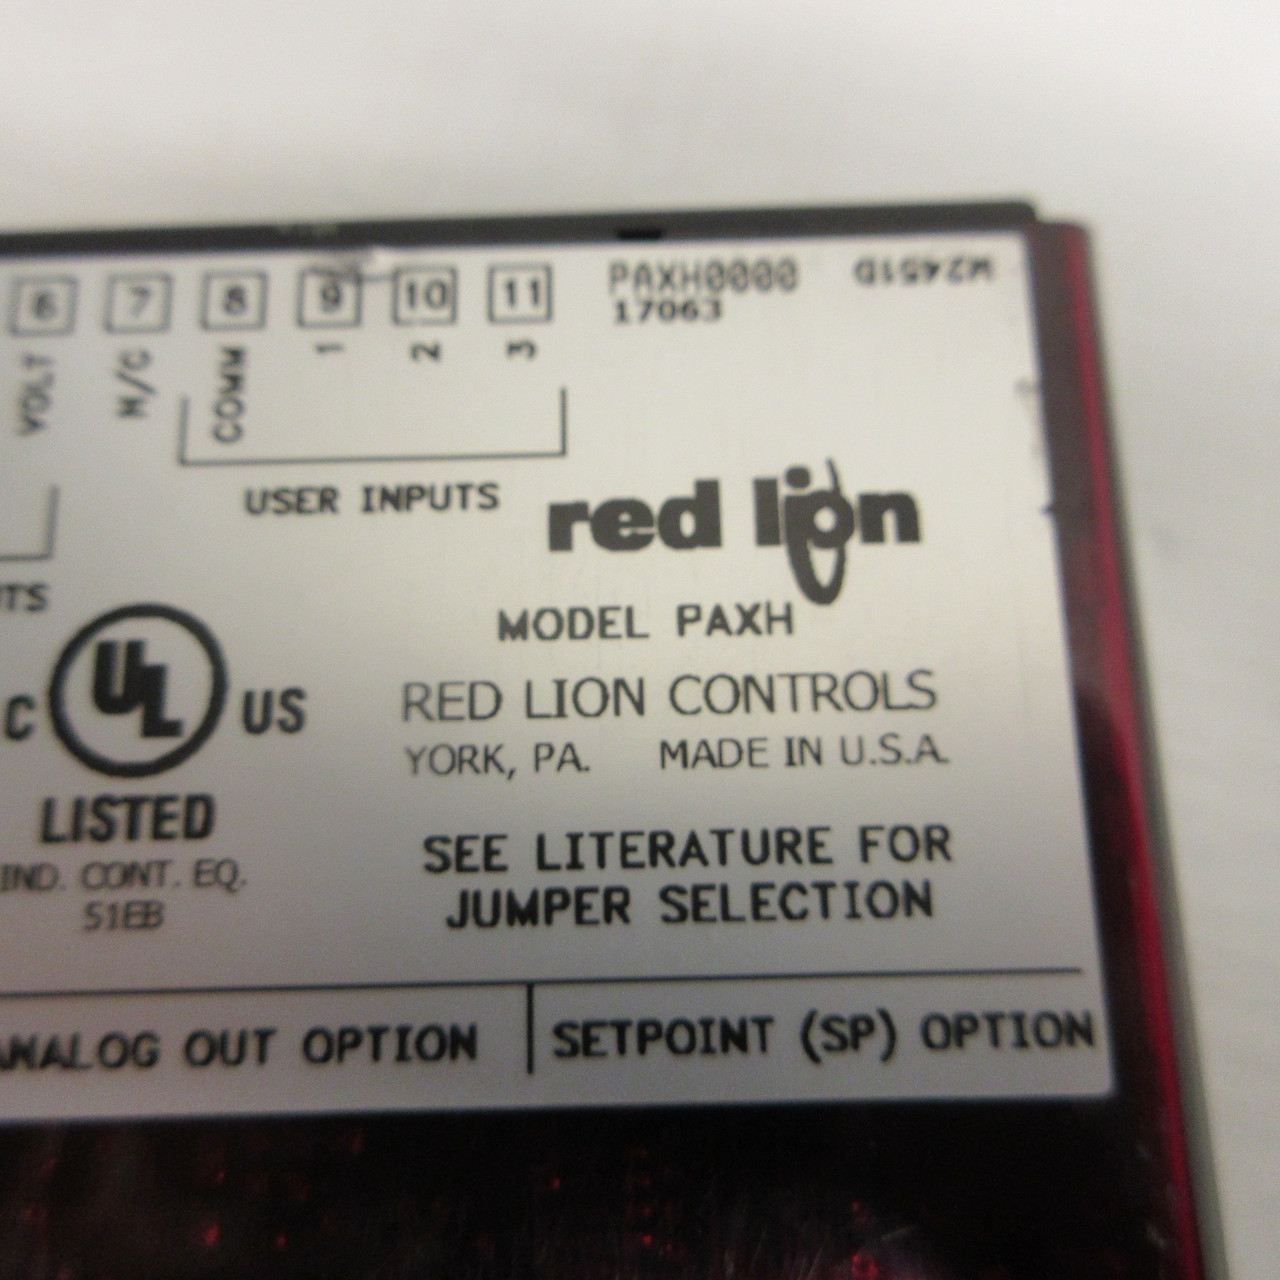 6 7 8 9 10 11 PAXH0000 W2451D
17063
VOLT N/C COMM 1 2 3
USER INPUTS
red lion
MODEL PAXH
C UL US
RED LION CONTROLS
YORK, PA. MADE IN U.S.A.
LISTED
IND. CONT. EQ.
51EB
SEE LITERATURE FOR
JUMPER SELECTION
ANALOG OUT OPTION
SETPOINT (SP) OPTION